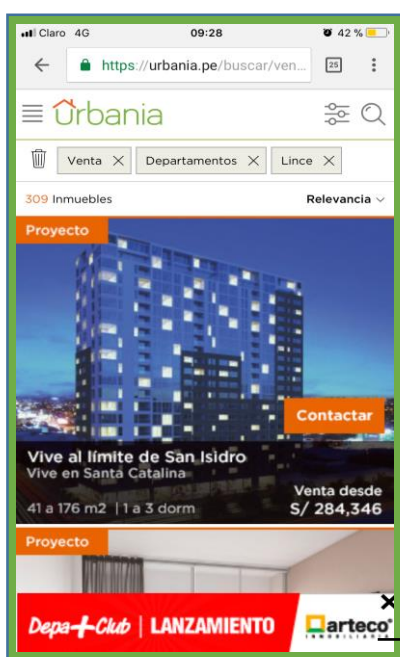 Claro 4G 09:28 42 %
https://urbania.pe/buscar/ven... 25
Urbania
Venta X Departamentos X Lince X
309 Inmuebles Relevancia
Proyecto
Contactar
Vive al límite de San Isidro
Vive en Santa Catalina
Venta desde
41 a 176 m2 | 1 a 3 dorm S/ 284,346
Proyecto
Depa+Club | LANZAMIENTO arteco
INMOBILIARIA